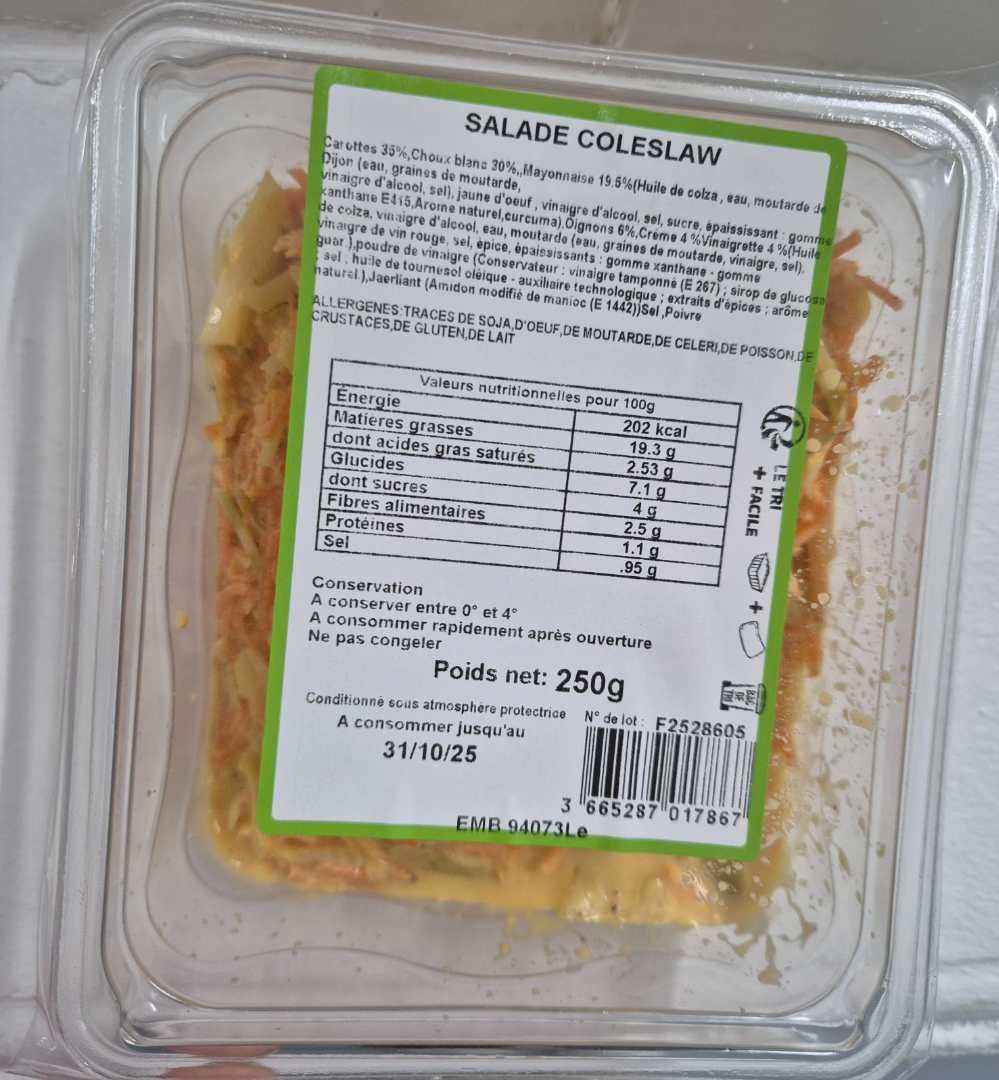 SALADE COLESLAW
Carottes 35%,Choux blanc 30%,,Mayonnaise 19.5%(Huile de colza , eau, moutarde de
Dijon (eau, graines de moutarde,
vinaigre d'alcool, sel), jaune d'oeuf , vinaigre d'alcool, sel, sucre, épaississant : gomme
xanthane E415,Arome naturel,curcuma),Oignons 6%,Crème 4 %Vinaigrette 4 %(Huile
de colza, vinaigre d'alcool, eau, moutarde (eau, graines de moutarde, vinaigre, sel),
vinaigre de vin rouge, sel, épice, épaississants : gomme xanthane - gomme
guar ),poudre de vinaigre (Conservateur : vinaigre tamponné (E 267) ; sirop de glucose
; sel ; huile de tournesol oléique - auxiliaire technologique ; extraits d'épices ; arôme
naturel ),Jaerliant (Amidon modifié de manioc (E 1442))Sel ,Poivre
ALLERGENES:TRACES DE SOJA,D'OEUF,DE MOUTARDE,DE CELERI,DE POISSON,DE
CRUSTACES,DE GLUTEN,DE LAIT
Valeurs nutritionnelles pour 100g
Énergie 202 kcal
Matières grasses 19.3 g
dont acides gras saturés 2.53 g
Glucides 7.1 g
dont sucres 4 g
Fibres alimentaires 2.5 g
Protéines 1.1 g
Sel .95 g
LE TRI
+ FACILE
+
BAC
DE
TRI
Conservation
A conserver entre 0° et 4°
A consommer rapidement après ouverture
Ne pas congeler
Poids net: 250g
Conditionné sous atmosphère protectrice
N° de lot : F2528605
A consommer jusqu'au
31/10/25
3 665287 017867
EMB 94073Le